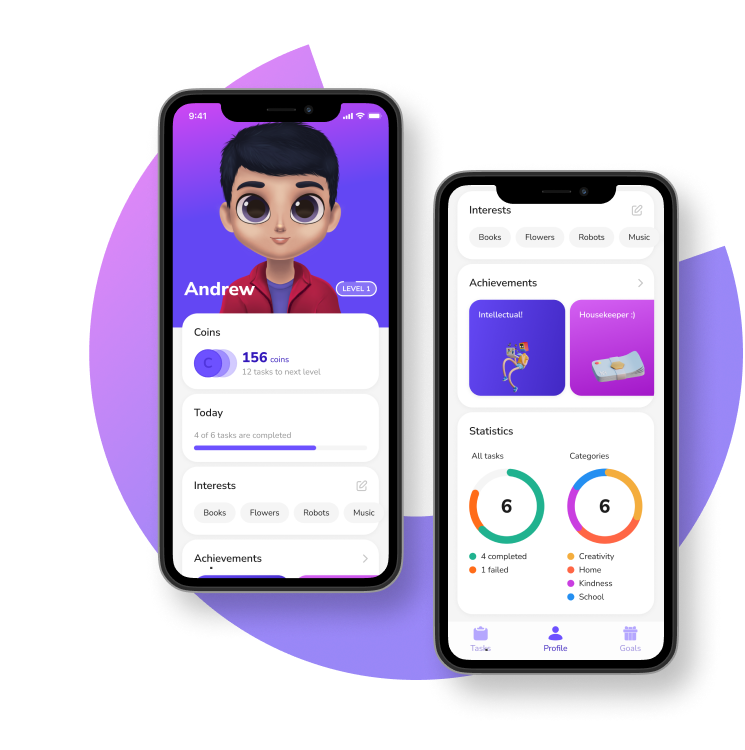 9:41
Andrew
LEVEL 1
Coins
C
156 coins
12 tasks to next level
Today
4 of 6 tasks are completed
Interests
Books Flowers Robots Music
Achievements
Interests
Books Flowers Robots Music
Achievements
Intellectual! Housekeeper :)
Statistics
All tasks Categories
6 6
4 completed
1 failed
Creativity
Home
Kindness
School
Tasks Profile Goals